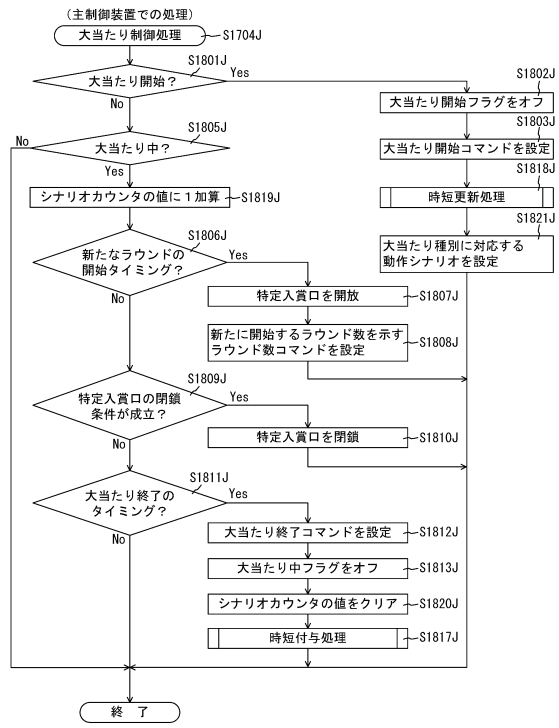 （主制御装置での処理）
大当たり制御処理
S1704J
S1801J
大当たり開始？
Yes
No
S1802J
大当たり開始フラグをオフ
S1803J
大当たり開始コマンドを設定
S1818J
時短更新処理
S1821J
大当たり種別に対応する
動作シナリオを設定
S1805J
大当たり中？
No
Yes
シナリオカウンタの値に１加算
S1819J
S1806J
新たなラウンドの
開始タイミング？
Yes
No
特定入賞口を開放
S1807J
新たに開始するラウンド数を示す
ラウンド数コマンドを設定
S1808J
S1809J
特定入賞口の閉鎖
条件が成立？
Yes
No
特定入賞口を閉鎖
S1810J
S1811J
大当たり終了の
タイミング？
Yes
No
大当たり終了コマンドを設定
S1812J
大当たり中フラグをオフ
S1813J
シナリオカウンタの値をクリア
S1820J
時短付与処理
S1817J
終 了